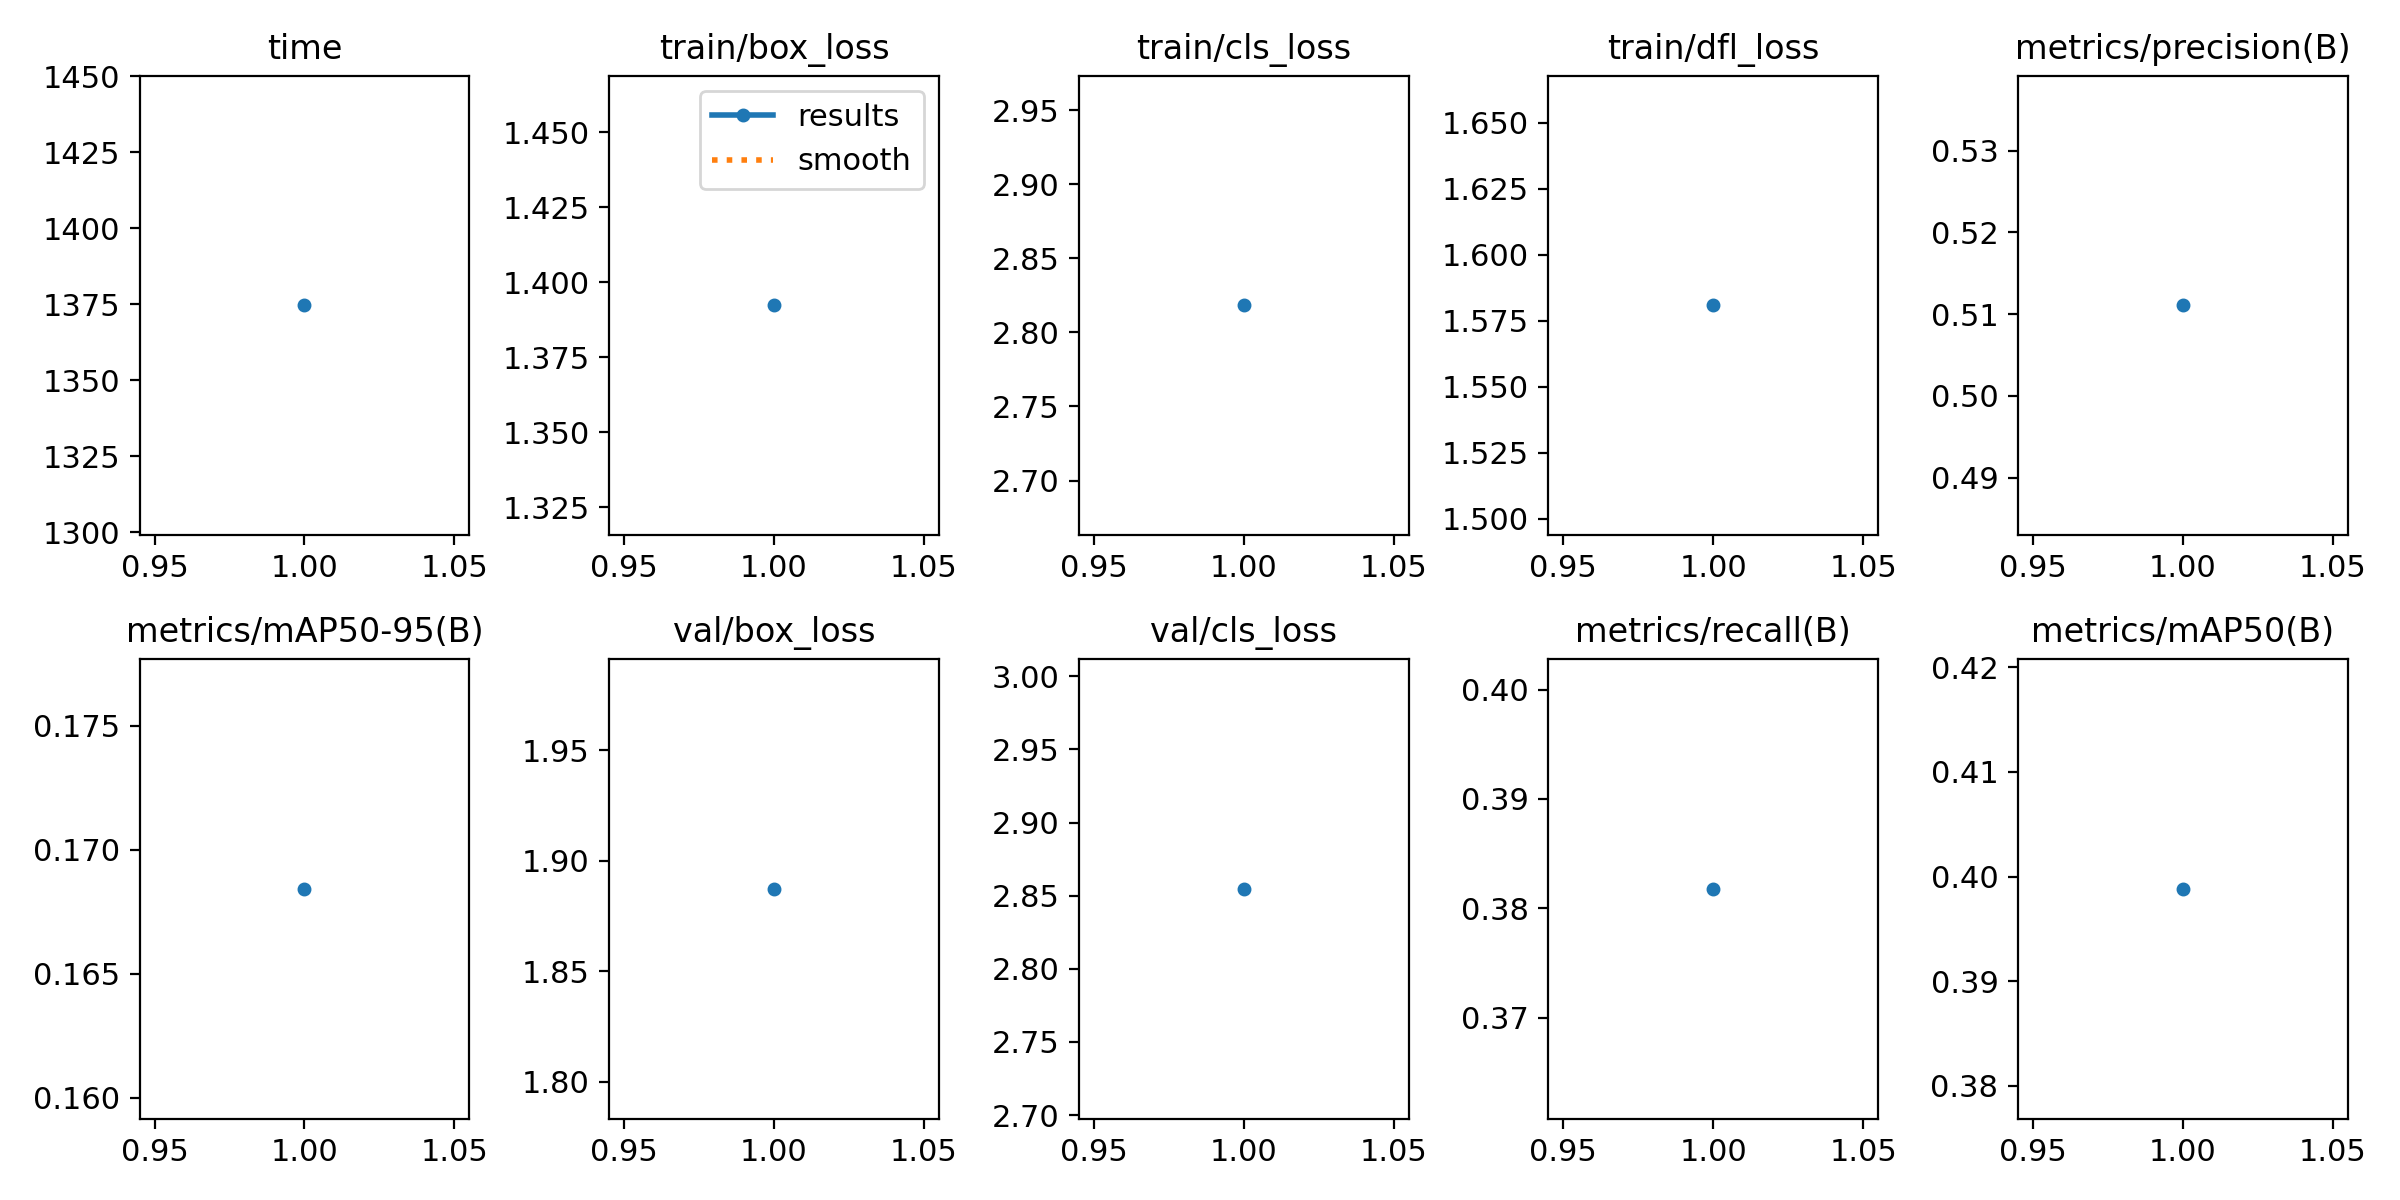 time
1450
1425
1400
1375
1350
1325
1300
0.95 1.00 1.05
train/box_loss
results
smooth
1.450
1.425
1.400
1.375
1.350
1.325
0.95 1.00 1.05
train/cls_loss
2.95
2.90
2.85
2.80
2.75
2.70
0.95 1.00 1.05
train/dfl_loss
1.650
1.625
1.600
1.575
1.550
1.525
1.500
0.95 1.00 1.05
metrics/precision(B)
0.53
0.52
0.51
0.50
0.49
0.95 1.00 1.05
metrics/mAP50-95(B)
0.175
0.170
0.165
0.160
0.95 1.00 1.05
val/box_loss
1.95
1.90
1.85
1.80
0.95 1.00 1.05
val/cls_loss
3.00
2.95
2.90
2.85
2.80
2.75
2.70
0.95 1.00 1.05
metrics/recall(B)
0.40
0.39
0.38
0.37
0.95 1.00 1.05
metrics/mAP50(B)
0.42
0.41
0.40
0.39
0.38
0.95 1.00 1.05